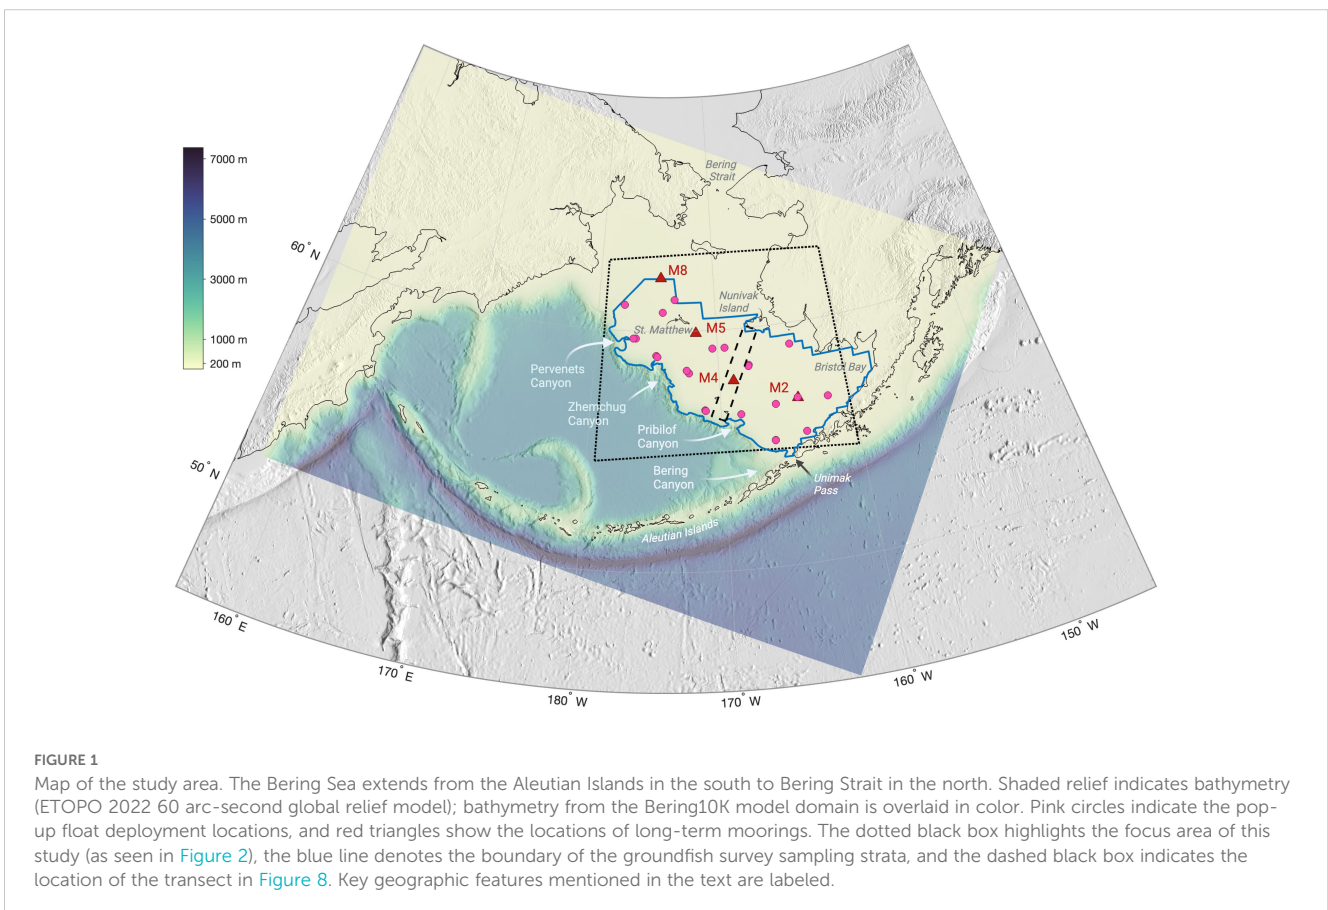 Bering
Strait
7000 m
5000 m
3000 m
1000 m
200 m
60° N
M8
Nunivak
Island
St. Matthew
M5
Pervenets
Canyon
M4
Bristol Bay
M2
Zhemchug
Canyon
Pribilof
Canyon
50° N
Bering
Canyon
Unimak
Pass
Aleutian Islands
160° E
170° E
180° W
170° W
160° W
150° W
FIGURE 1
Map of the study area. The Bering Sea extends from the Aleutian Islands in the south to Bering Strait in the north. Shaded relief indicates bathymetry
(ETOPO 2022 60 arc-second global relief model); bathymetry from the Bering10K model domain is overlaid in color. Pink circles indicate the pop-
up float deployment locations, and red triangles show the locations of long-term moorings. The dotted black box highlights the focus area of this
study (as seen in Figure 2), the blue line denotes the boundary of the groundfish survey sampling strata, and the dashed black box indicates the
location of the transect in Figure 8. Key geographic features mentioned in the text are labeled.